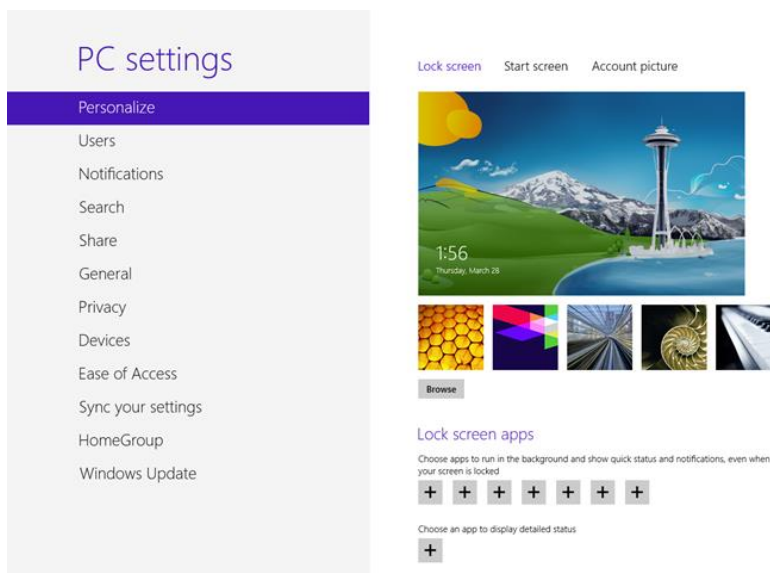 PC settings
Personalize
Users
Notifications
Search
Share
General
Privacy
Devices
Ease of Access
Sync your settings
HomeGroup
Windows Update
Lock screen Start screen Account picture
1:56
Thursday, March 28
Browse
Lock screen apps
Choose apps to run in the background and show quick status and notifications, even when
your screen is locked
Choose an app to display detailed status